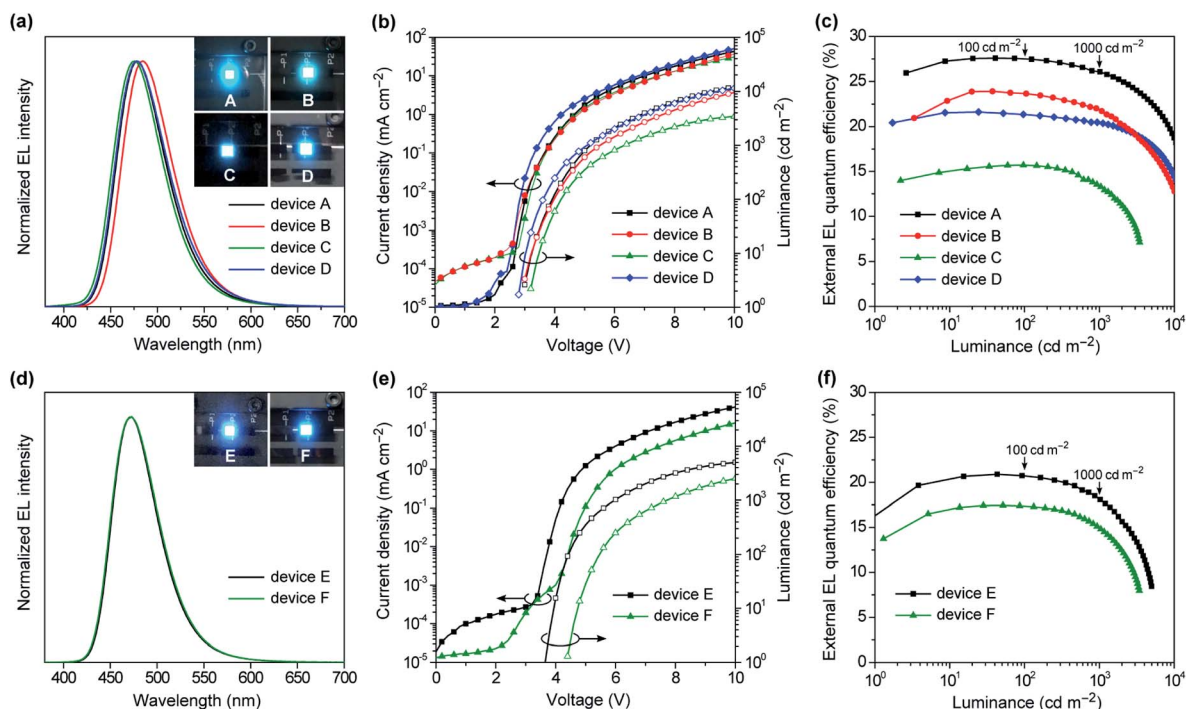 (a)
Normalized EL intensity
A
B
C
D
device A
device B
device C
device D
400 450 500 550 600 650 700
Wavelength (nm)
(b)
Current density (mA cm−2)
10²
10¹
10⁰
10⁻¹
10⁻²
10⁻³
10⁻⁴
10⁻⁵
10⁵
10⁴
10³
10²
10¹
10⁰
Luminance (cd m−2)
device A
device B
device C
device D
0 2 4 6 8 10
Voltage (V)
(c)
External EL quantum efficiency (%)
30
25
20
15
10
5
0
100 cd m−2
1000 cd m−2
device A
device B
device C
device D
10⁰ 10¹ 10² 10³ 10⁴
Luminance (cd m−2)
(d)
Normalized EL intensity
E
F
device E
device F
400 450 500 550 600 650 700
Wavelength (nm)
(e)
Current density (mA cm−2)
10²
10¹
10⁰
10⁻¹
10⁻²
10⁻³
10⁻⁴
10⁻⁵
10⁵
10⁴
10³
10²
10¹
10⁰
Luminance (cd m−2)
device E
device F
0 2 4 6 8 10
Voltage (V)
(f)
External EL quantum efficiency (%)
30
25
20
15
10
5
0
100 cd m−2
1000 cd m−2
device E
device F
10⁰ 10¹ 10² 10³ 10⁴
Luminance (cd m−2)